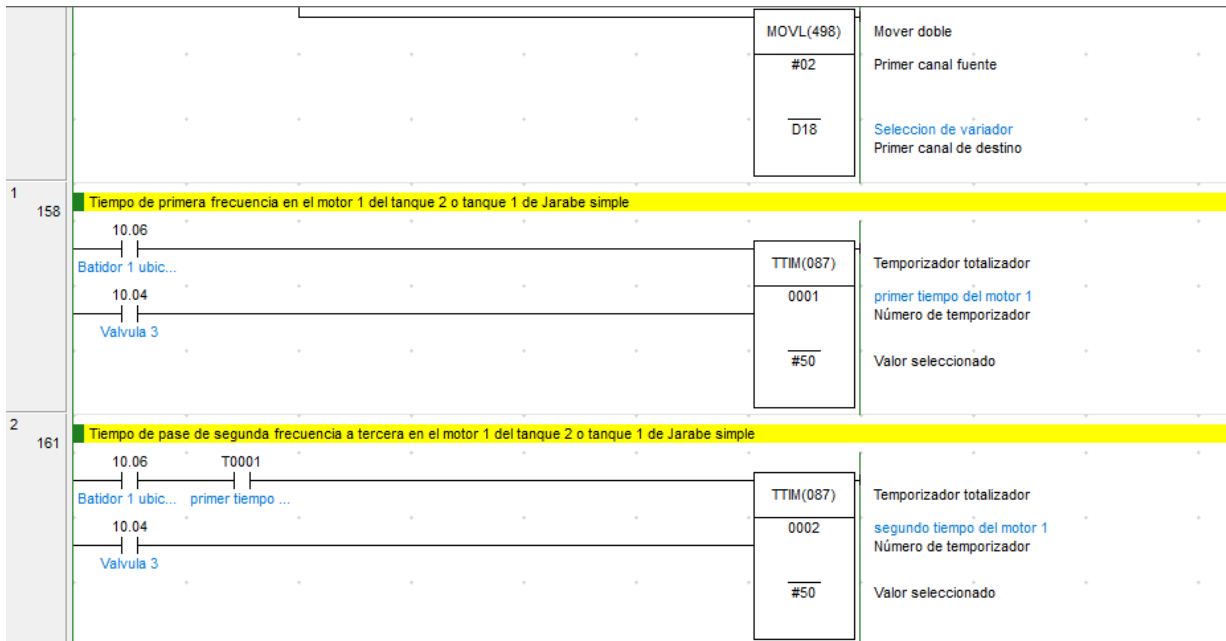 MOVL(498) Mover doble
#02 Primer canal fuente
D18 Seleccion de variador
Primer canal de destino
1
158
Tiempo de primera frecuencia en el motor 1 del tanque 2 o tanque 1 de Jarabe simple
10.06
Batidor 1 ubic...
TTIM(087) Temporizador totalizador
10.04
Valvula 3
0001 primer tiempo del motor 1
Número de temporizador
#50 Valor seleccionado
2
161
Tiempo de pase de segunda frecuencia a tercera en el motor 1 del tanque 2 o tanque 1 de Jarabe simple
10.06 T0001
Batidor 1 ubic... primer tiempo ...
TTIM(087) Temporizador totalizador
10.04
Valvula 3
0002 segundo tiempo del motor 1
Número de temporizador
#50 Valor seleccionado